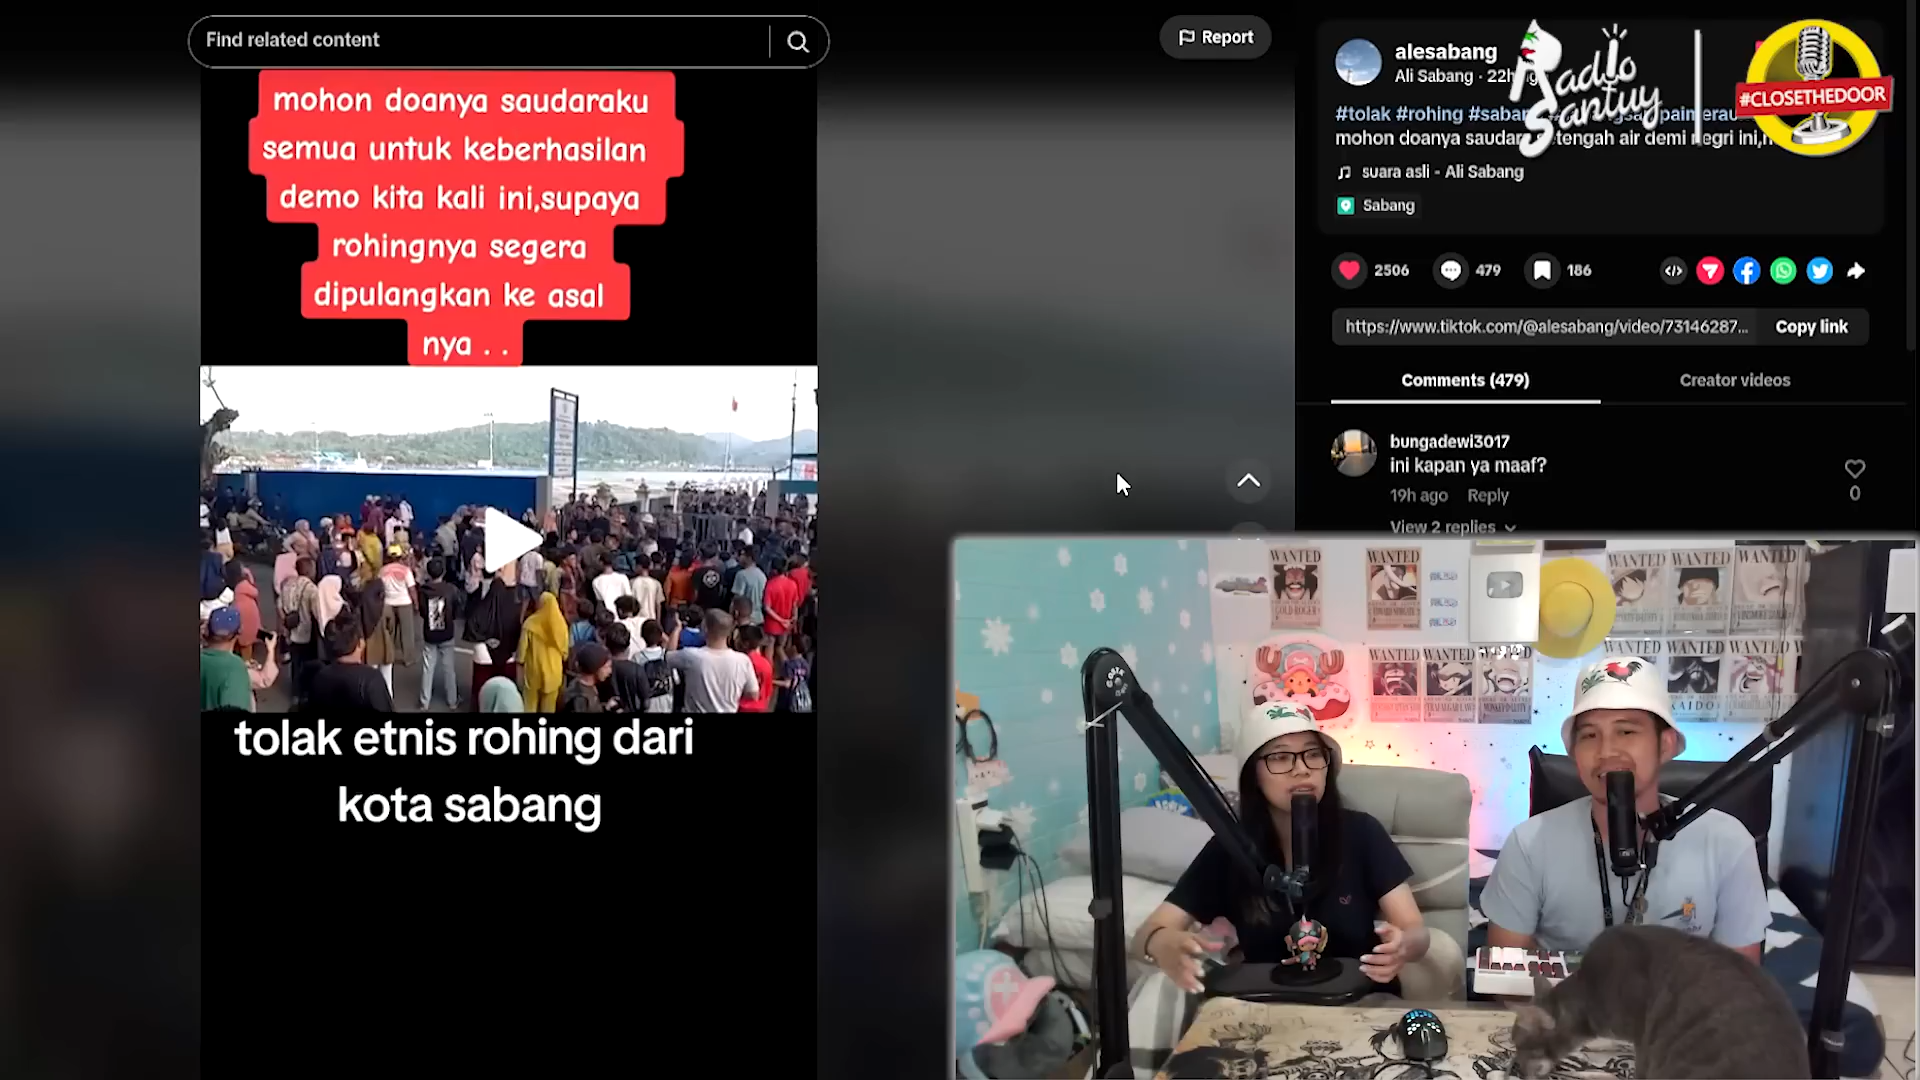 Find related content
Report
mohon doanya saudaraku
semua untuk keberhasilan
demo kita kali ini,supaya
rohingnya segera
dipulangkan ke asal
nya . .
tolak etnis rohing dari
kota sabang
alesabang
Ali Sabang · 22h
#tolak #rohing
mohon doanya
tengah air demi negri ini,
suara asli - Ali Sabang
Sabang
2506
479
186
https://www.tiktok.com/@alesabang/video/73146287...
Copy link
Comments (479)
Creator videos
bungadewi3017
ini kapan ya maaf?
19h ago
Reply
0
View 2 replies
Radio
Santuy
#CLOSETHEDOOR
WANTED
WANTED
WANTED
WANTED
WANTED
GOLD·ROGER
WANTED
WANTED
WANTED
WANTED
WANTED
WANTED
KAIDO